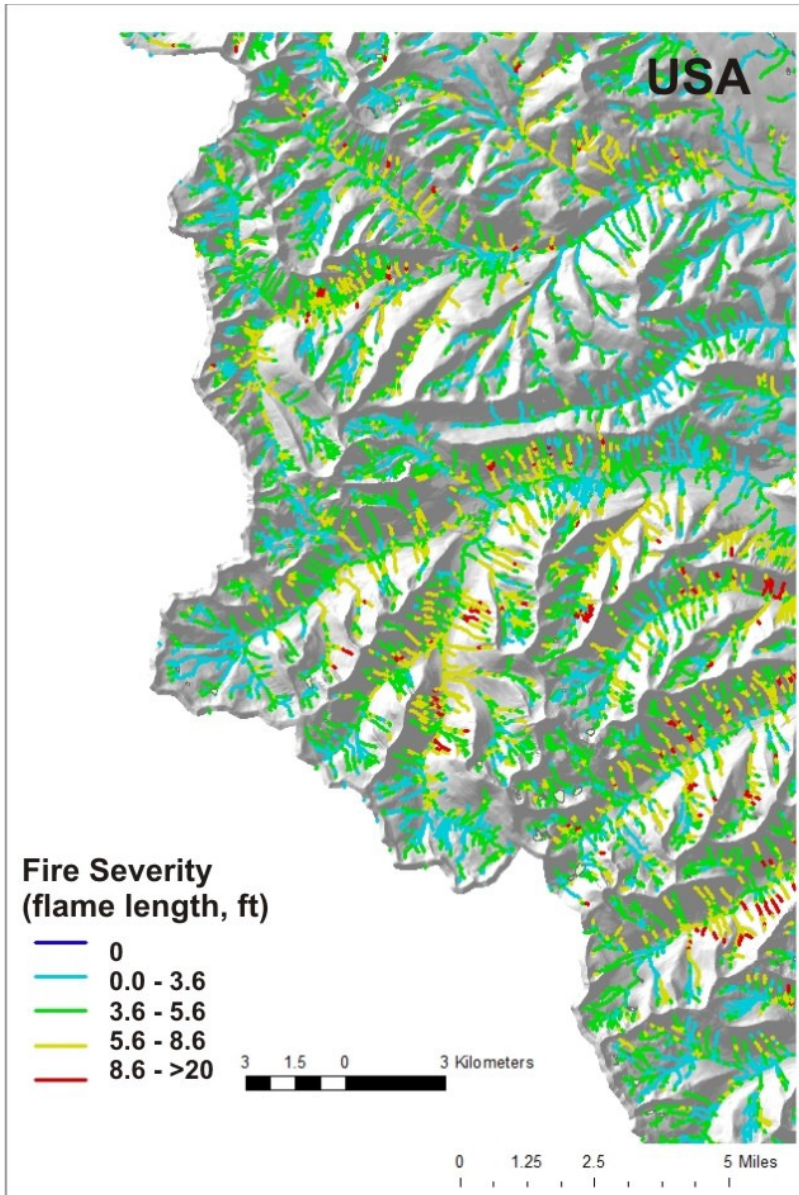 USA
Fire Severity
(flame length, ft)
0
0.0 - 3.6
3.6 - 5.6
5.6 - 8.6
8.6 - >20
3 1.5 0 3 Kilometers
0 1.25 2.5 5 Miles